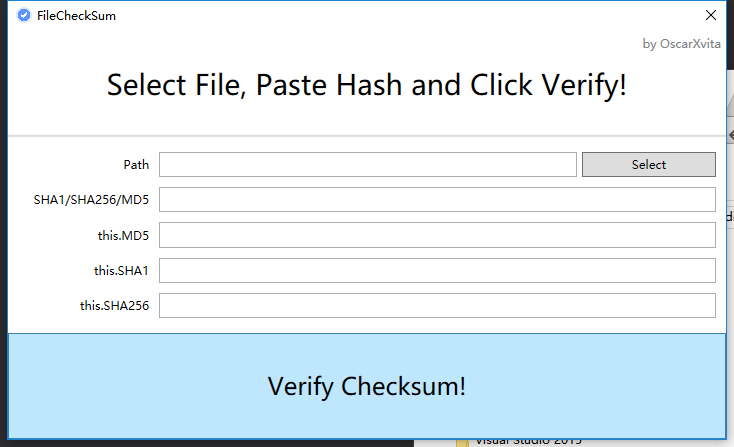 FileCheckSum
by OscarXvita
Select File, Paste Hash and Click Verify!
Path
Select
SHA1/SHA256/MD5
this.MD5
this.SHA1
this.SHA256
Verify Checksum!
Visual Studio 2015